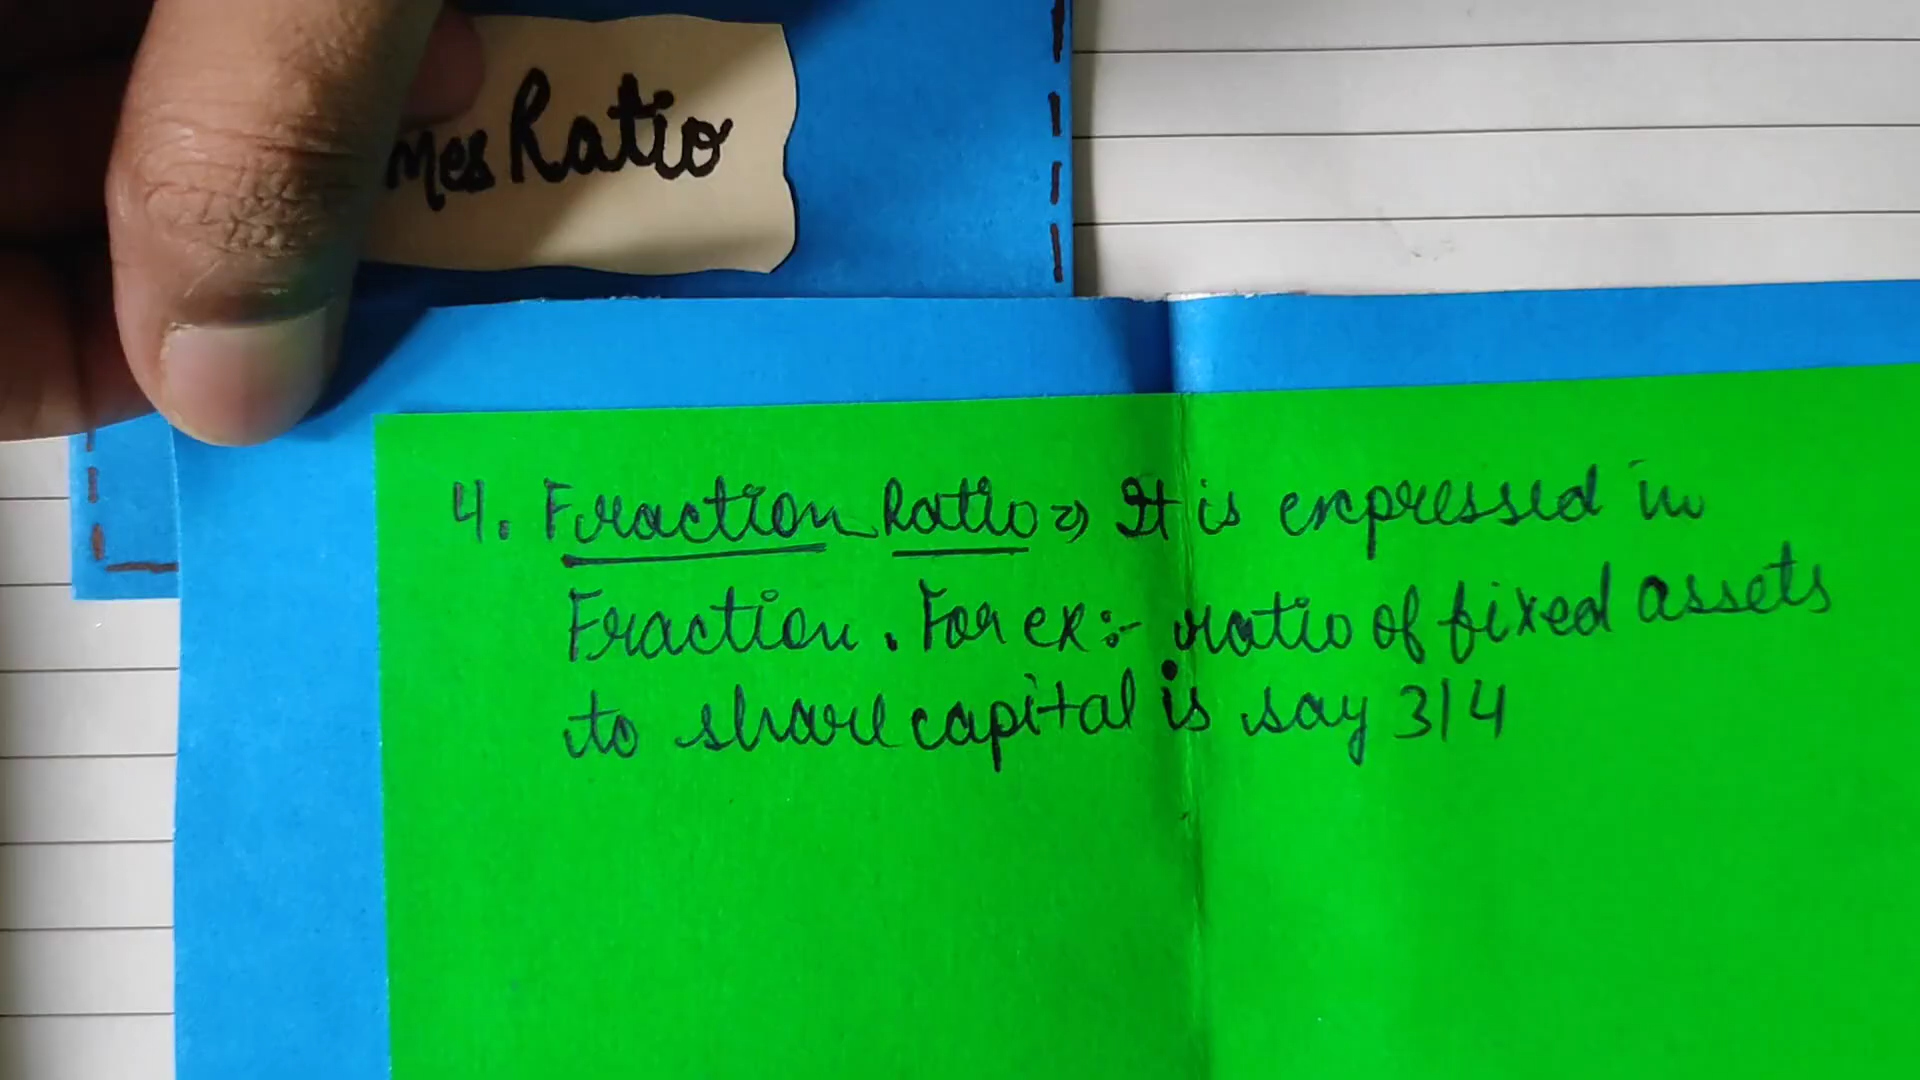 mes Ratio
4. Fraction Ratio => It is expressed in
Fraction. For ex:- ratio of fixed assets
to share capital is say 3/4